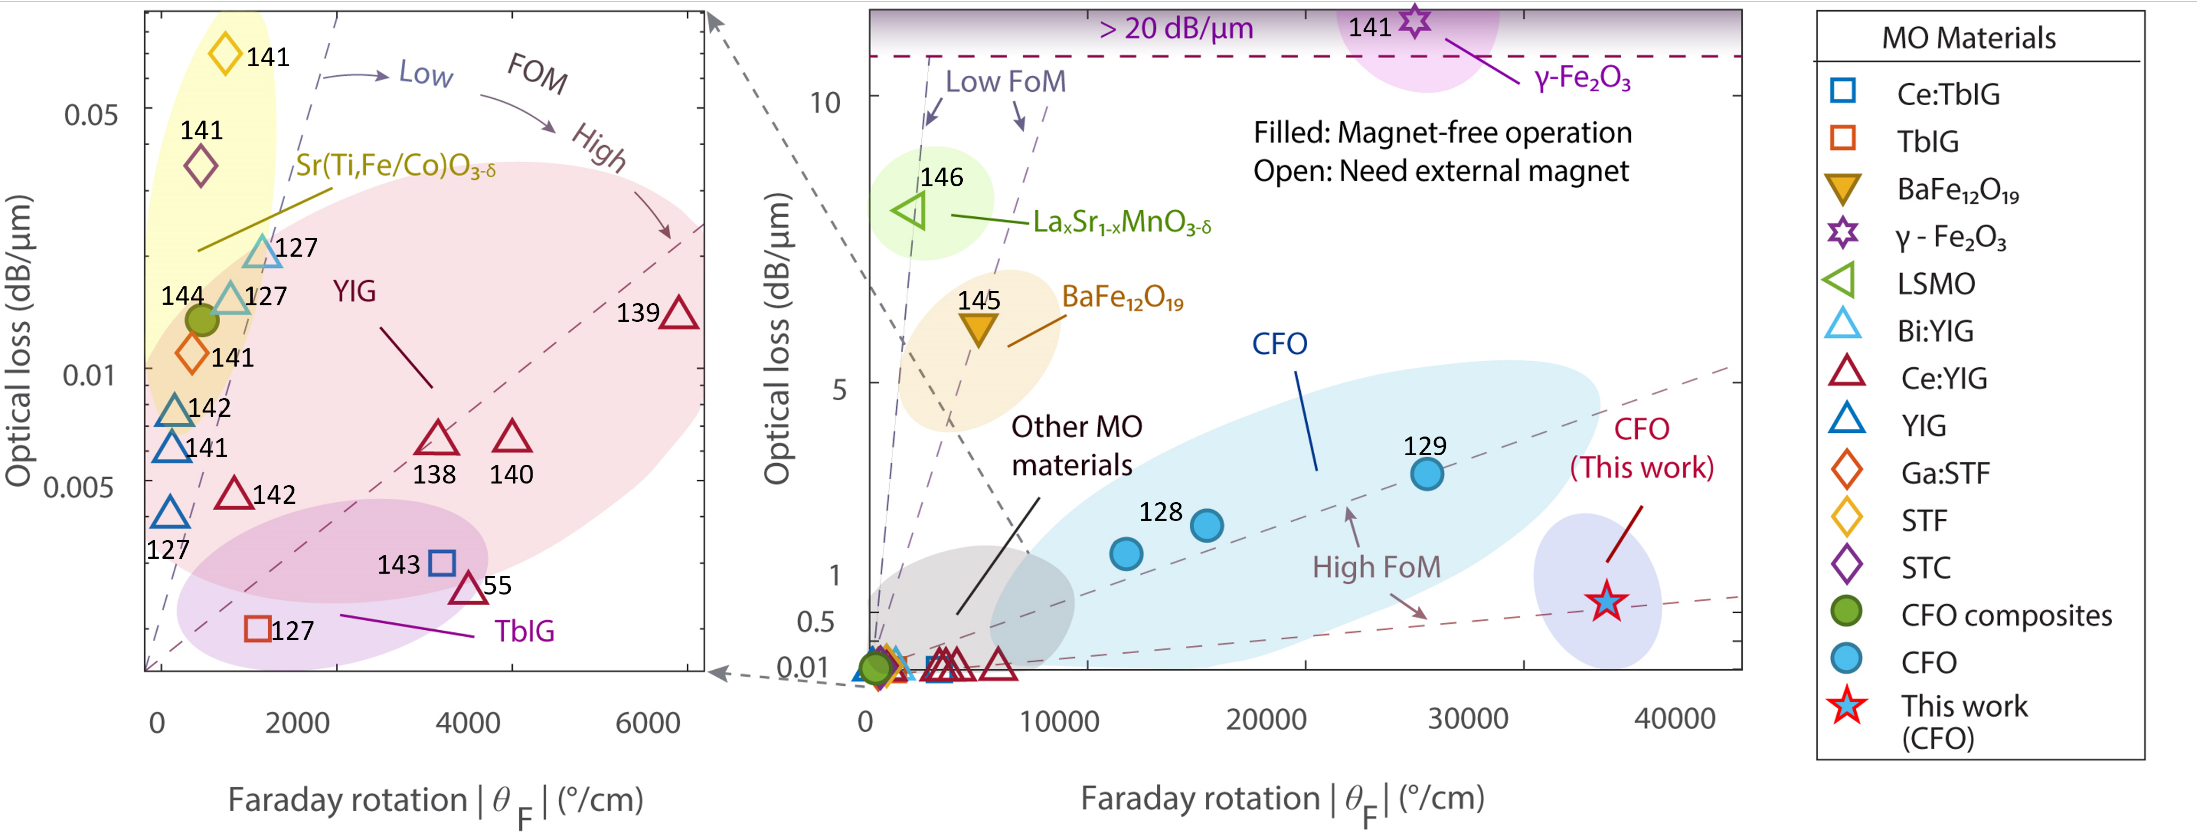 0.05
0.01
0.005
Optical loss (dB/µm)
141
141
Low
FOM
High
Sr(Ti,Fe/Co)O₃₋δ
127
144
127
YIG
139
141
142
141
138
140
142
127
143
55
127
TbIG
0
2000
4000
6000
Faraday rotation | θ_F | (°/cm)
> 20 dB/µm
141
γ-Fe₂O₃
Low FoM
10
Filled: Magnet-free operation
Open: Need external magnet
146
LaₓSr₁₋ₓMnO₃₋δ
145
BaFe₁₂O₁₉
CFO
5
Optical loss (dB/µm)
Other MO
materials
CFO
(This work)
129
128
High FoM
1
0.5
0.01
0
10000
20000
30000
40000
Faraday rotation | θ_F | (°/cm)
MO Materials
Ce:TbIG
TbIG
BaFe₁₂O₁₉
γ - Fe₂O₃
LSMO
Bi:YIG
Ce:YIG
YIG
Ga:STF
STF
STC
CFO composites
CFO
This work
(CFO)